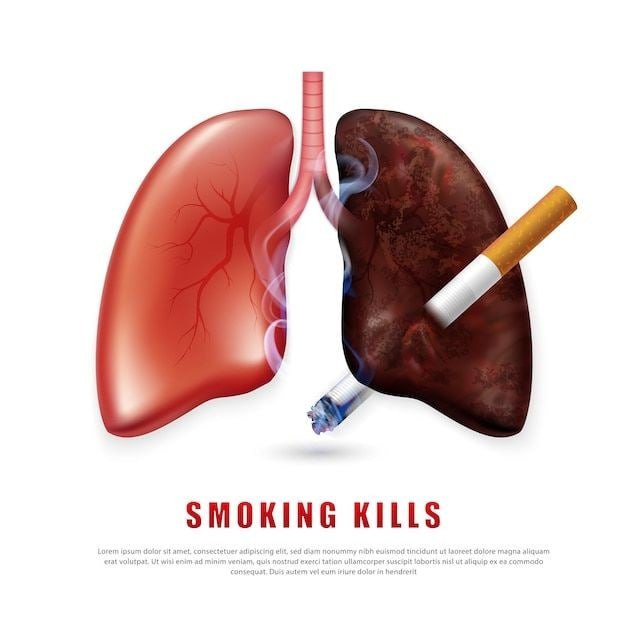 SMOKING KILLS
Lorem ipsum dolor sit amet, consectetuer adipiscing elit, sed diam nonummy nibh euismod tincidunt ut laoreet dolore magna
aliquam erat volutpat. Ut wisi enim ad minim veniam, quis nostrud exerci tation ullamcorper suscipit lobortis nisl ut aliquip ex ea commodo
consequat. Duis autem vel eum iriure dolor in hendrerit